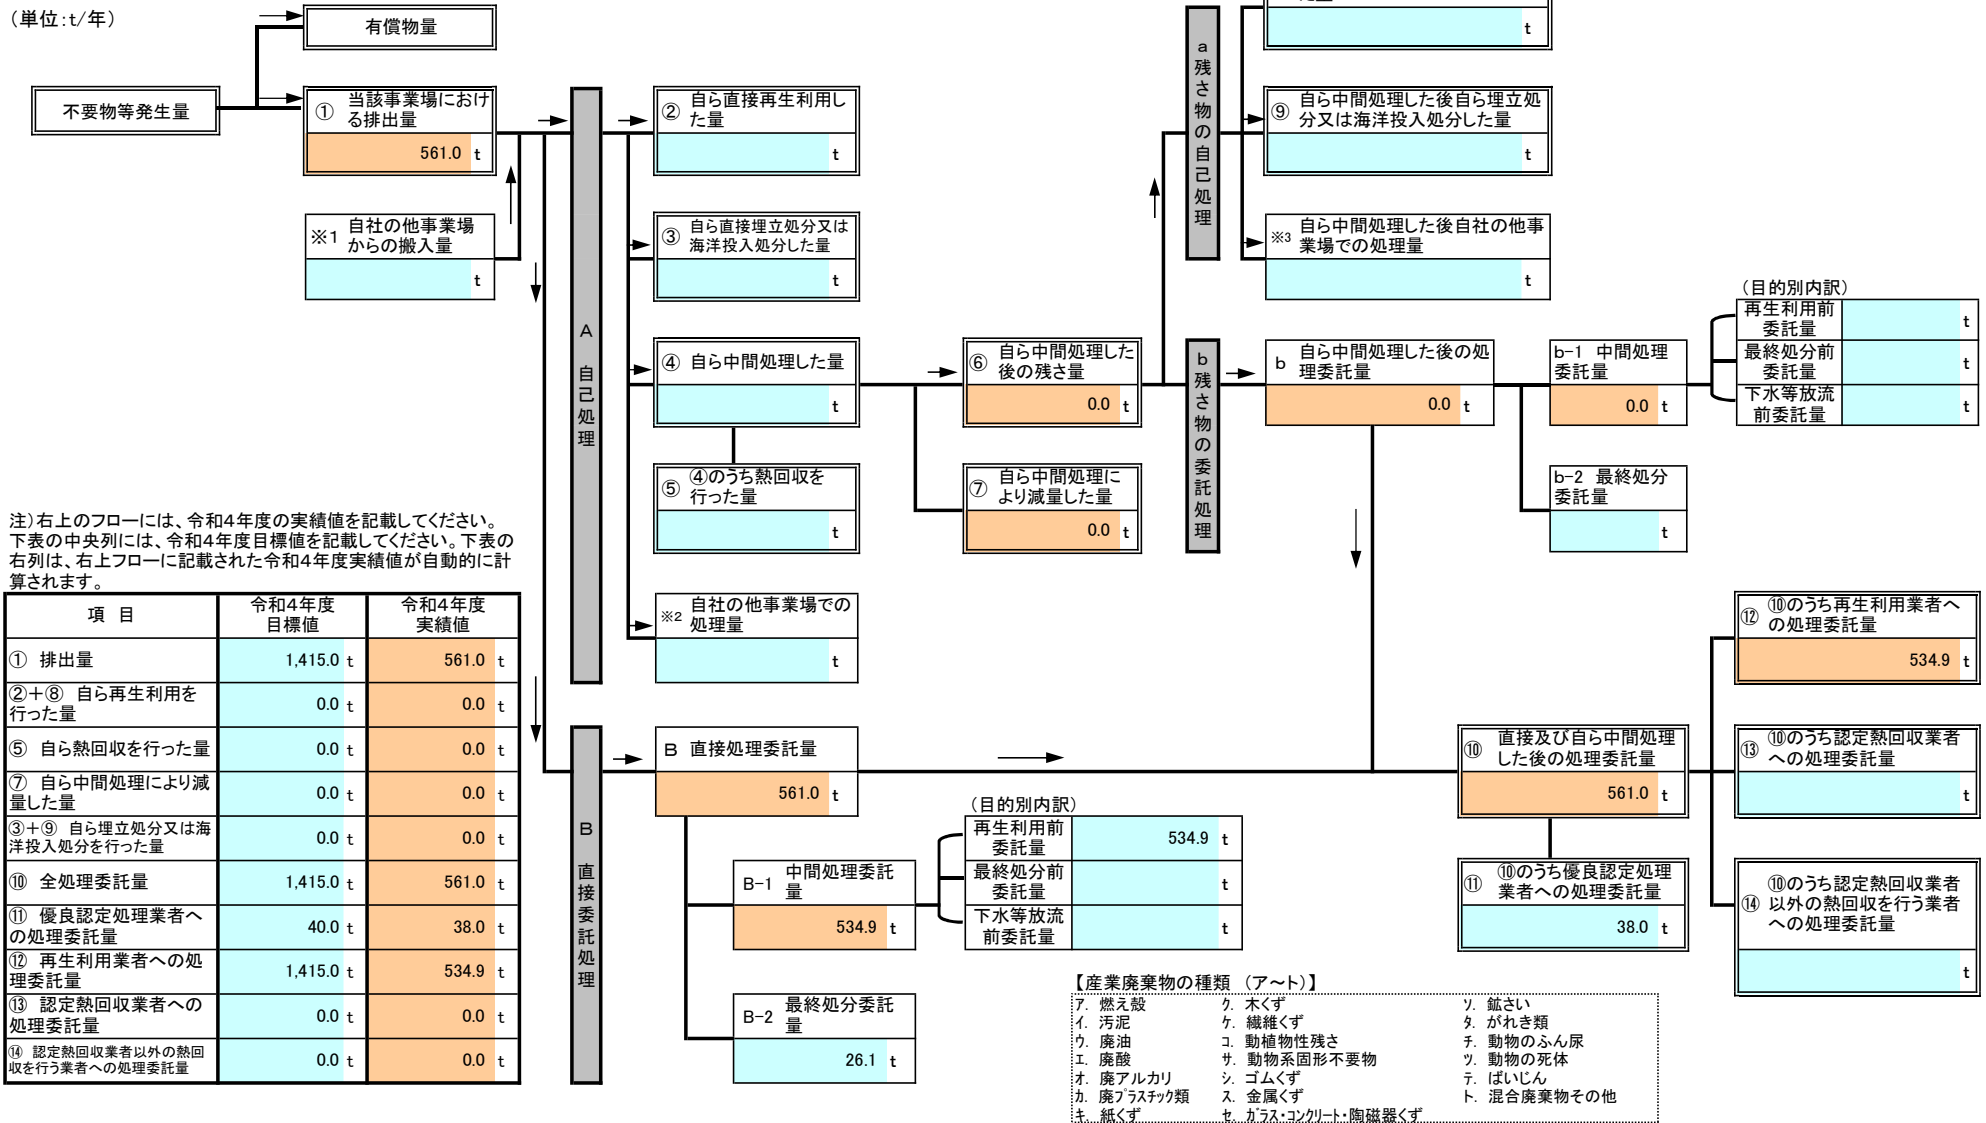 (単位:t/年)
有償物量
不要物等発生量
① 当該事業場におけ
る排出量
561.0 t
※1 自社の他事業場
からの搬入量
t
A 自己処理
② 自ら直接再生利用し
た量
t
③ 自ら直接埋立処分又は
海洋投入処分した量
t
④ 自ら中間処理した量
t
⑤ ④のうち熱回収を
行った量
t
※2 自社の他事業場での
処理量
t
⑥ 自ら中間処理した
後の残さ量
0.0 t
⑦ 自ら中間処理に
より減量した量
0.0 t
a残さ物の自己処理
t
⑨ 自ら中間処理した後自ら埋立処
分又は海洋投入処分した量
t
※3 自ら中間処理した後自社の他事
業場での処理量
t
b残さ物の委託処理
b 自ら中間処理した後の処
理委託量
0.0 t
b-1 中間処理
委託量
0.0 t
b-2 最終処分
委託量
t
(目的別内訳)
再生利用前
委託量 t
最終処分前
委託量 t
下水等放流
前委託量 t
注)右上のフローには、令和4年度の実績値を記載してください。
下表の中央列には、令和4年度目標値を記載してください。下表の
右列は、右上フローに記載された令和4年度実績値が自動的に計
算されます。
項 目 令和4年度 令和4年度
目標値 実績値
① 排出量 1,415.0 t 561.0 t
②+⑧ 自ら再生利用を
行った量 0.0 t 0.0 t
⑤ 自ら熱回収を行った量 0.0 t 0.0 t
⑦ 自ら中間処理により減
量した量 0.0 t 0.0 t
③+⑨ 自ら埋立処分又は海
洋投入処分を行った量 0.0 t 0.0 t
⑩ 全処理委託量 1,415.0 t 561.0 t
⑪ 優良認定処理業者へ
の処理委託量 40.0 t 38.0 t
⑫ 再生利用業者への処
理委託量 1,415.0 t 534.9 t
⑬ 認定熱回収業者への
処理委託量 0.0 t 0.0 t
⑭ 認定熱回収業者以外の熱回
収を行う業者への処理委託量 0.0 t 0.0 t
B 直接委託処理
B 直接処理委託量
561.0 t
B-1 中間処理委託
量
534.9 t
B-2 最終処分委託
量
26.1 t
(目的別内訳)
再生利用前
委託量 534.9 t
最終処分前
委託量 t
下水等放流
前委託量 t
⑩ 直接及び自ら中間処理
した後の処理委託量
561.0 t
⑪ ⑩のうち優良認定処理
業者への処理委託量
38.0 t
⑫ ⑩のうち再生利用業者へ
の処理委託量
534.9 t
⑬ ⑩のうち認定熱回収業者
への処理委託量
t
⑭ ⑩のうち認定熱回収業者
以外の熱回収を行う業者
への処理委託量
t
【産業廃棄物の種類 (ア～ト)】
ア. 燃え殻 ク. 木くず ソ. 鉱さい
イ. 汚泥 ケ. 繊維くず タ. がれき類
ウ. 廃油 コ. 動植物性残さ チ. 動物のふん尿
エ. 廃酸 サ. 動物系固形不要物 ツ. 動物の死体
オ. 廃アルカリ シ. ゴムくず テ. ばいじん
カ. 廃プラスチック類 ス. 金属くず ト. 混合廃棄物その他
キ. 紙くず セ. ガラス・コンクリート・陶磁器くず